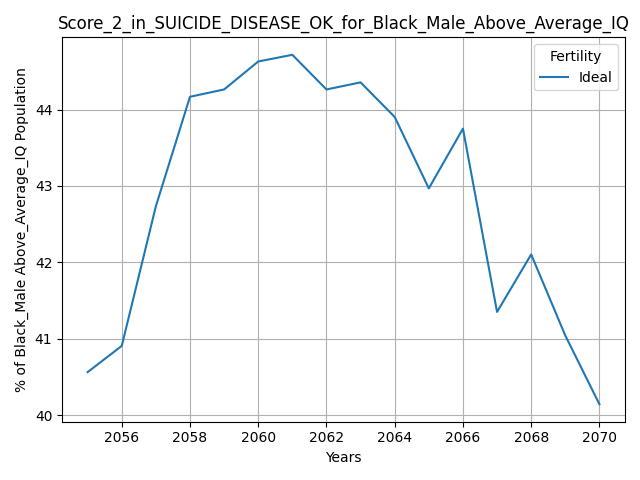 Score_2_in_SUICIDE_DISEASE_OK_for_Black_Male_Above_Average_IQ
Fertility
Ideal
% of Black_Male Above_Average_IQ Population
44
43
42
41
40
2056 2058 2060 2062 2064 2066 2068 2070
Years